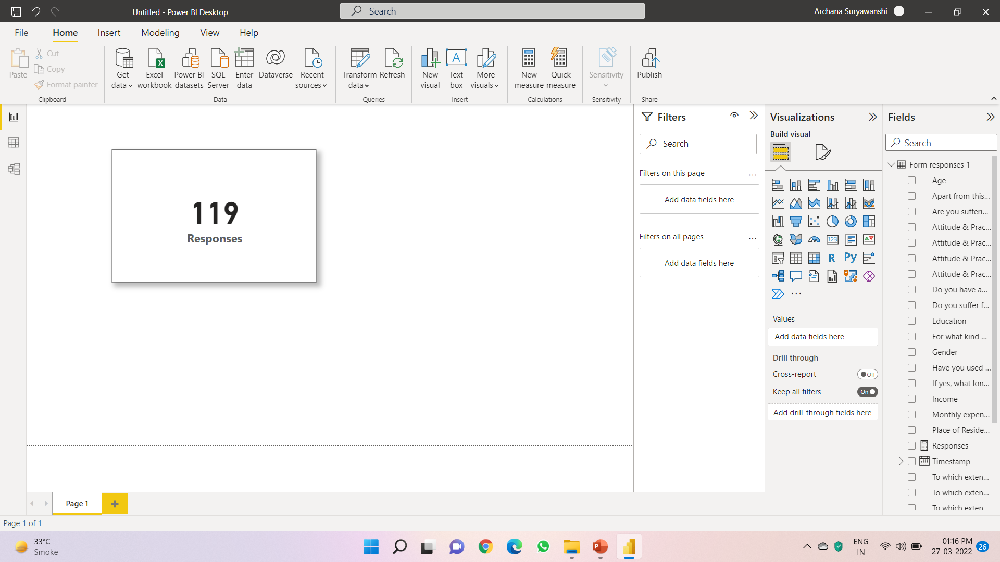 Untitled - Power BI Desktop
Search
Archana Suryawanshi
File
Home
Insert
Modeling
View
Help
Paste
Cut
Copy
Format painter
Clipboard
Get data
Excel workbook
Power BI datasets
SQL Server
Enter data
Dataverse
Recent sources
Data
Transform data
Refresh
Queries
New visual
Text box
More visuals
Insert
New measure
Quick measure
Calculations
Sensitivity
Sensitivity
Publish
Share
119
Responses
Filters
Search
Filters on this page
...
Add data fields here
Filters on all pages
...
Add data fields here
Visualizations
Build visual
123
R
Py
...
Values
Add data fields here
Drill through
Cross-report
Off
Keep all filters
On
Add drill-through fields here
Fields
Search
Form responses 1
Age
Apart from this...
Are you sufferi...
Attitude & Prac...
Attitude & Prac...
Attitude & Prac...
Attitude & Prac...
Do you have a...
Do you suffer f...
Education
For what kind ...
Gender
Have you used ...
If yes, what lon...
Income
Monthly expen...
Place of Reside...
Responses
Timestamp
To which exten...
To which exten...
To which exten
Page 1
Page 1 of 1
33°C
Smoke
ENG
IN
01:16 PM
27-03-2022
26